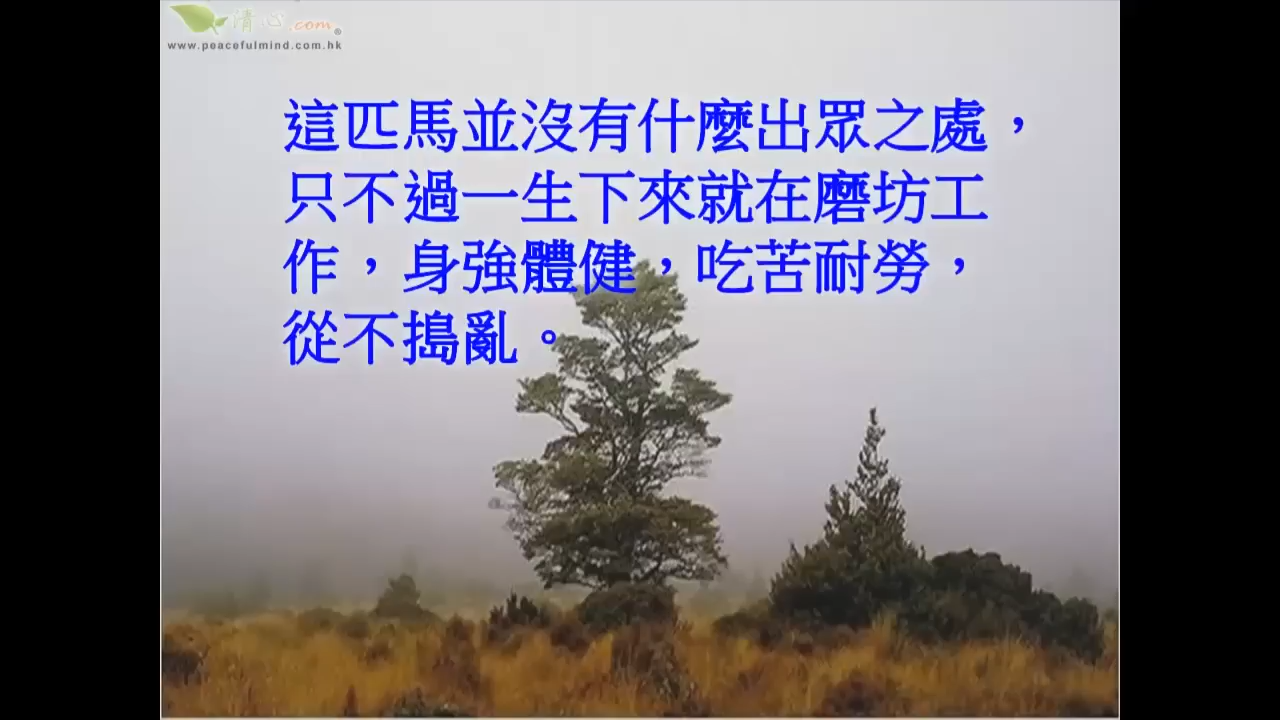 清心.com®
www.peacefulmind.com.hk
這匹馬並沒有什麼出眾之處，
只不過一生下來就在磨坊工
作，身強體健，吃苦耐勞，
從不搗亂。